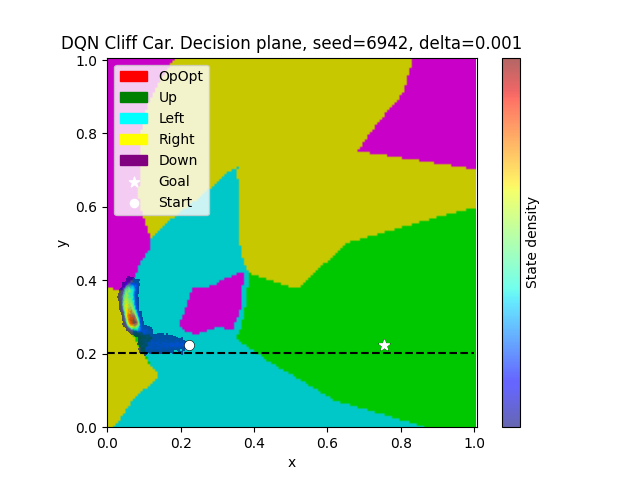 DQN Cliff Car. Decision plane, seed=6942, delta=0.001
1.0
0.8
0.6
0.4
0.2
0.0
y
OpOpt
Up
Left
Right
Down
Goal
Start
0.0 0.2 0.4 0.6 0.8 1.0
x
State density